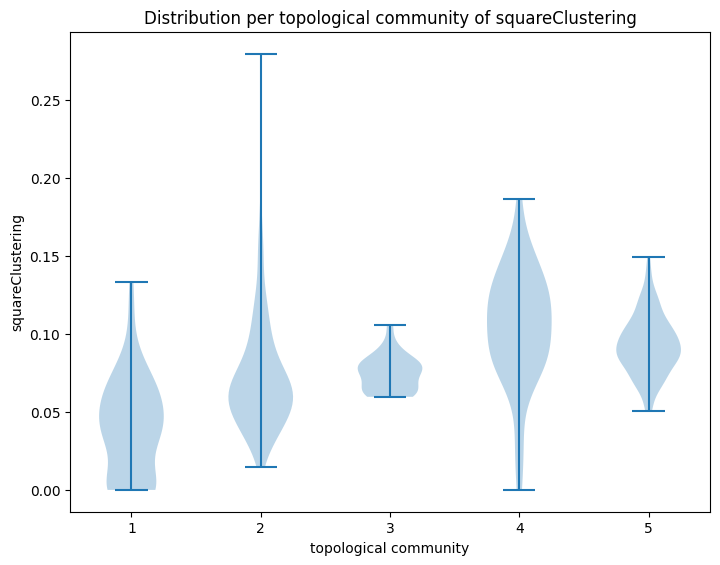 Distribution per topological community of squareClustering
squareClustering
0.25
0.20
0.15
0.10
0.05
0.00
1 2 3 4 5
topological community